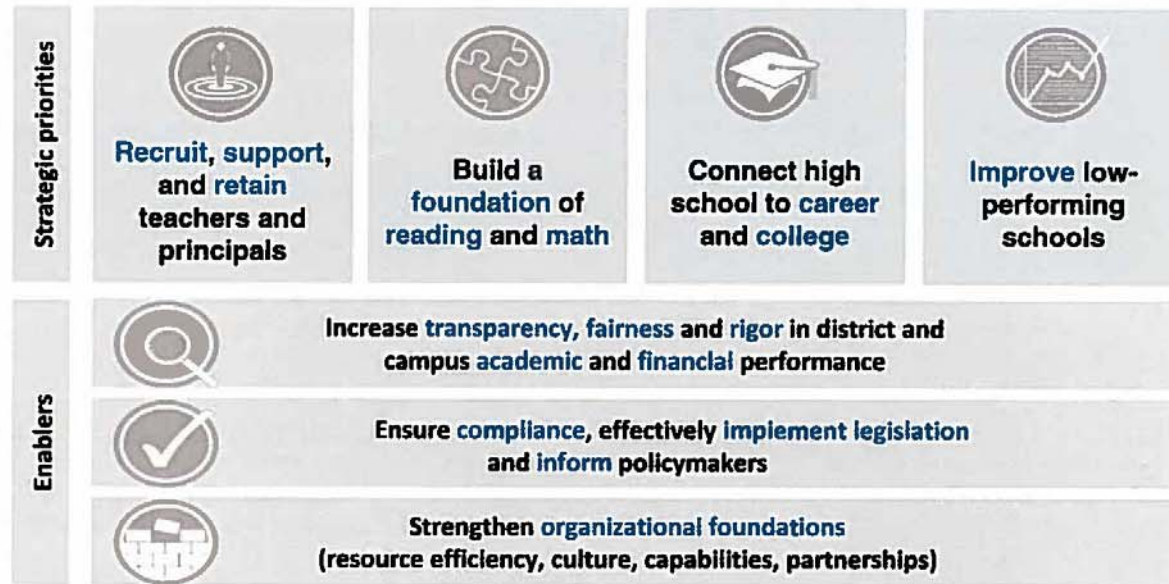 Strategic priorities
Recruit, support,
and retain
teachers and
principals
Build a
foundation of
reading and math
Connect high
school to career
and college
Improve low-
performing
schools
Enablers
Increase transparency, fairness and rigor in district and
campus academic and financial performance
Ensure compliance, effectively implement legislation
and inform policymakers
Strengthen organizational foundations
(resource efficiency, culture, capabilities, partnerships)